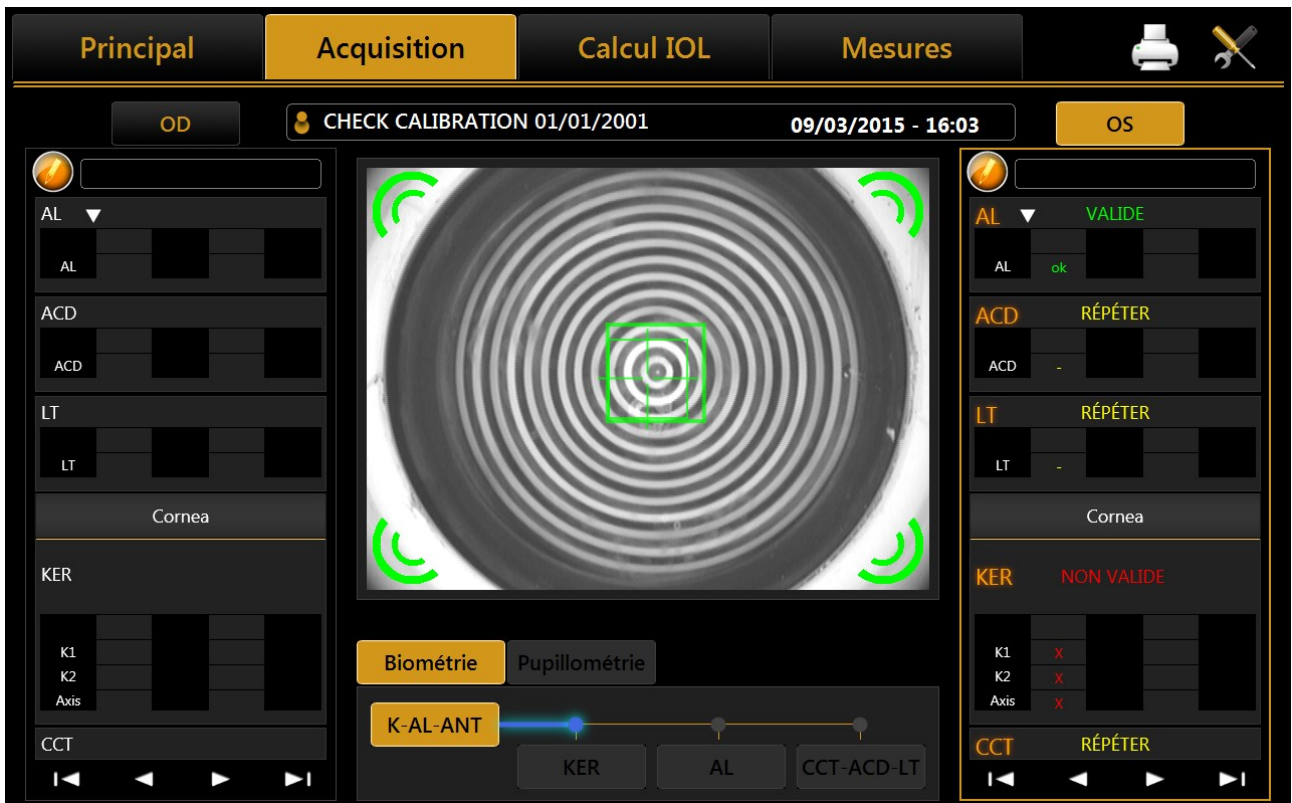 Principal Acquisition Calcul IOL Mesures
OD CHECK CALIBRATION 01/01/2001 09/03/2015 - 16:03 OS
AL
AL
ACD
ACD
LT
LT
Cornea
KER
K1
K2
Axis
CCT
Biométrie Pupillométrie
K-AL-ANT
KER AL CCT-ACD-LT
AL VALIDE
AL ok
ACD RÉPÉTER
ACD -
LT RÉPÉTER
LT -
Cornea
KER NON VALIDE
K1 X
K2 X
Axis X
CCT RÉPÉTER